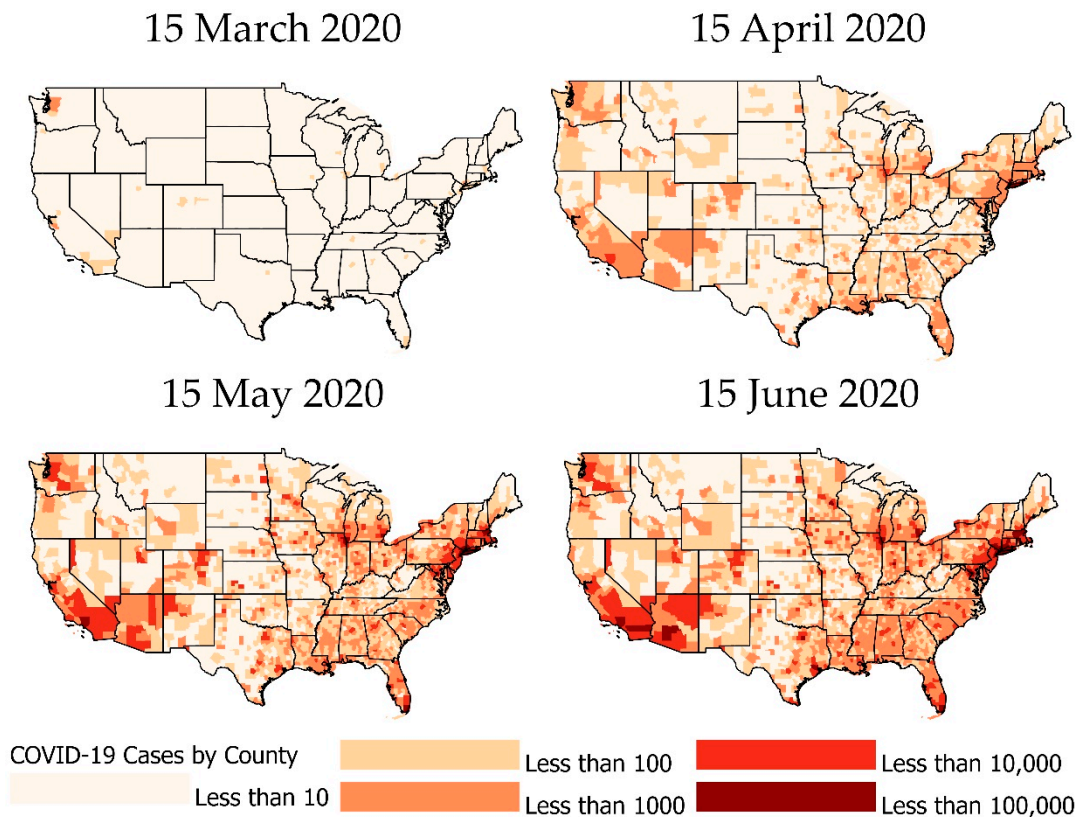 15 March 2020
15 April 2020
15 May 2020
15 June 2020
COVID-19 Cases by County
Less than 10
Less than 100
Less than 1000
Less than 10,000
Less than 100,000